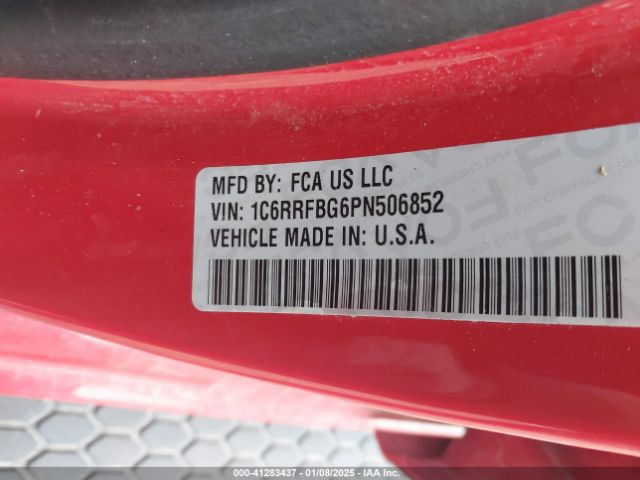 MFD BY: FCA US LLC
VIN: 1C6RRFBG6PN506852
VEHICLE MADE IN: U.S.A.
000-41283437 - 01/08/2025 - IAA Inc.